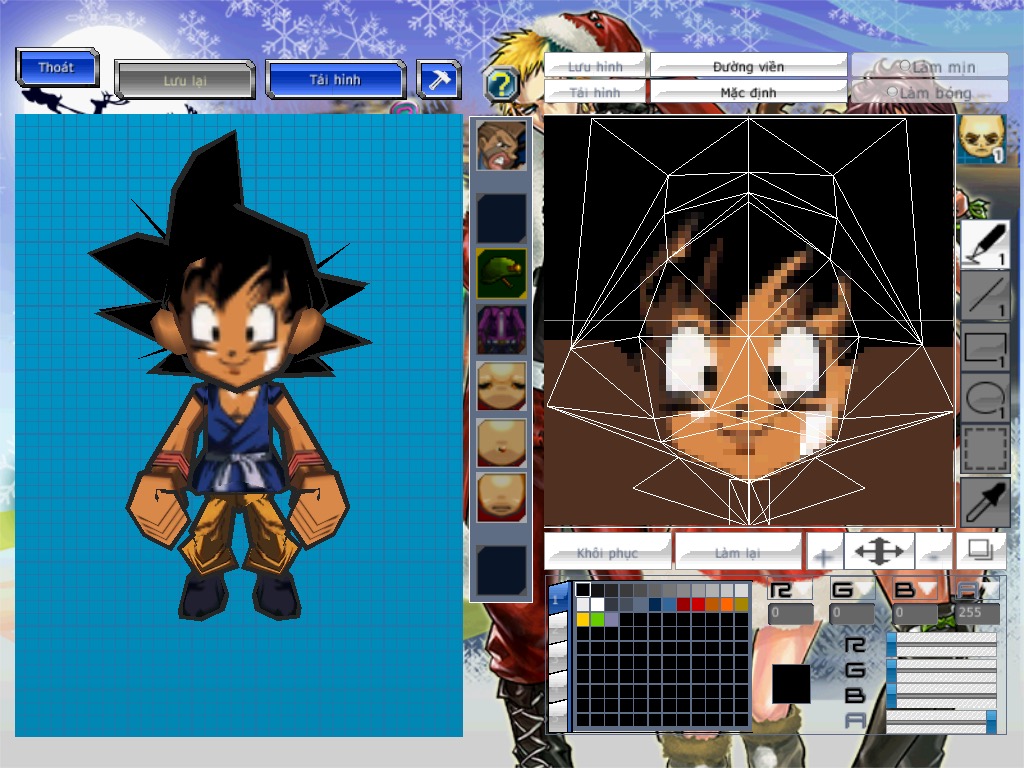 Thoát
Lưu lại
Tải hình
?
Lưu hình
Đường viền
Làm mịn
Tải hình
Mặc định
Làm bóng
1
1
1
1
1
Khôi phục
Làm lại
+
-
1
R
G
B
A
0
0
0
255
R
G
B
A